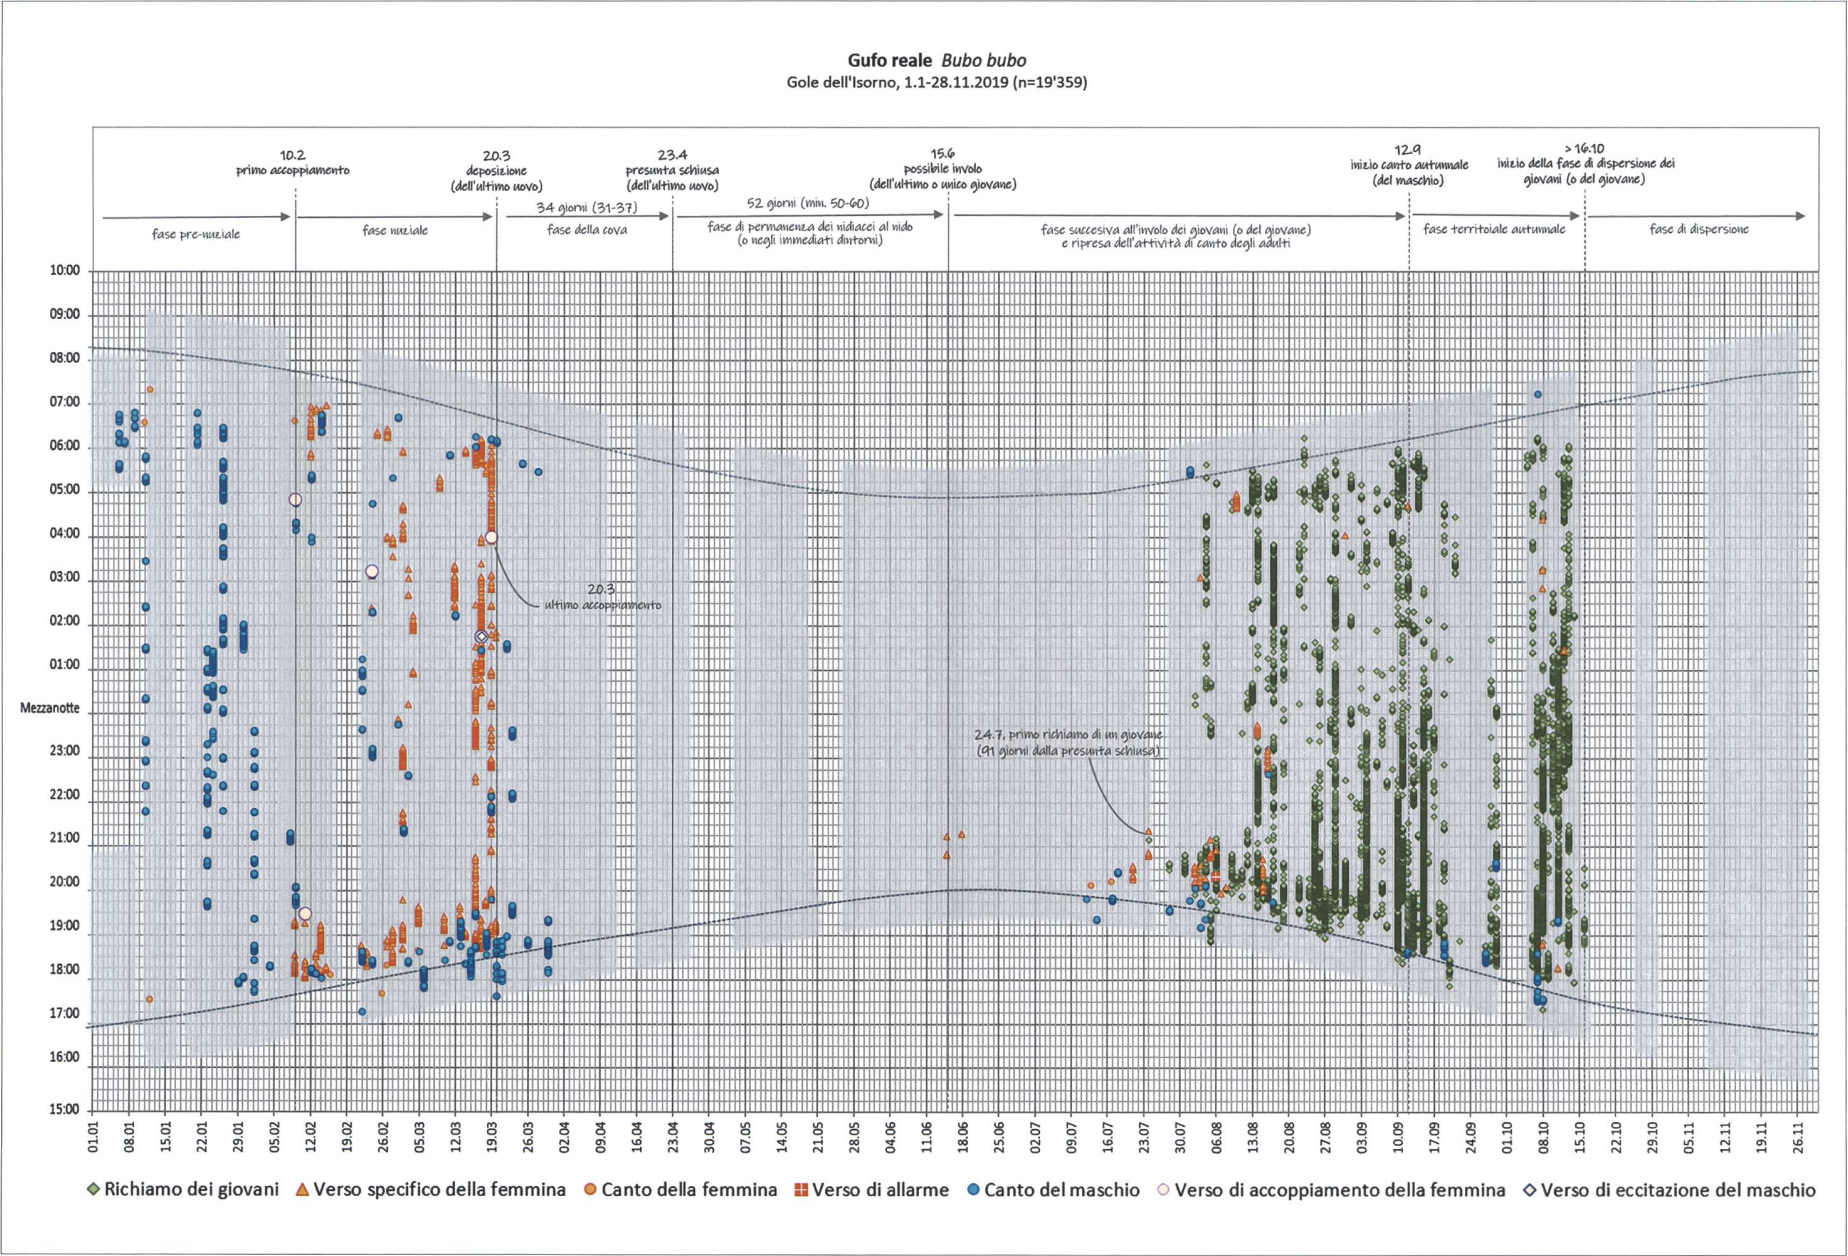 Gufo reale Bubo bubo
Gole dell'Isorno, 1.1-28.11.2019 (n=19'359)
10.2
primo accoppiamento
20.3
deposizione
(dell'ultimo uovo)
23.4
presunta schiusa
(dell'ultimo uovo)
15.6
possibile involo
(dell'ultimo o unico giovane)
12.9
inizio canto autunnale
(del maschio)
> 16.10
inizio della fase di dispersione dei
giovani (o del giovane)
fase pre-nuziale
fase nuziale
34 giorni (31-37)
fase della cova
52 giorni (min. 50-60)
fase di permanenza dei nidiacei al nido
(o negli immediati dintorni)
fase succesiva all'involo dei giovani (o del giovane)
e ripresa dell'attività di canto degli adulti
fase territoiale autunnale
fase di dispersione
10:00
09:00
08:00
07:00
06:00
05:00
04:00
03:00
02:00
01:00
Mezzanotte
23:00
22:00
21:00
20:00
19:00
18:00
17:00
16:00
15:00
20.3
ultimo accoppiamento
24.7, primo richiamo di un giovane
(91 giorni dalla presunta schiusa)
01.01 08.01 15.01 22.01 29.01 05.02 12.02 19.02 26.02 05.03 12.03 19.03 26.03 02.04 09.04 16.04 23.04 30.04 07.05 14.05 21.05 28.05 04.06 11.06 18.06 25.06 02.07 09.07 16.07 23.07 30.07 06.08 13.08 20.08 27.08 03.09 10.09 17.09 24.09 01.10 08.10 15.10 22.10 29.10 05.11 12.11 19.11 26.11
Richiamo dei giovani Verso specifico della femmina Canto della femmina Verso di allarme Canto del maschio Verso di accoppiamento della femmina Verso di eccitazione del maschio